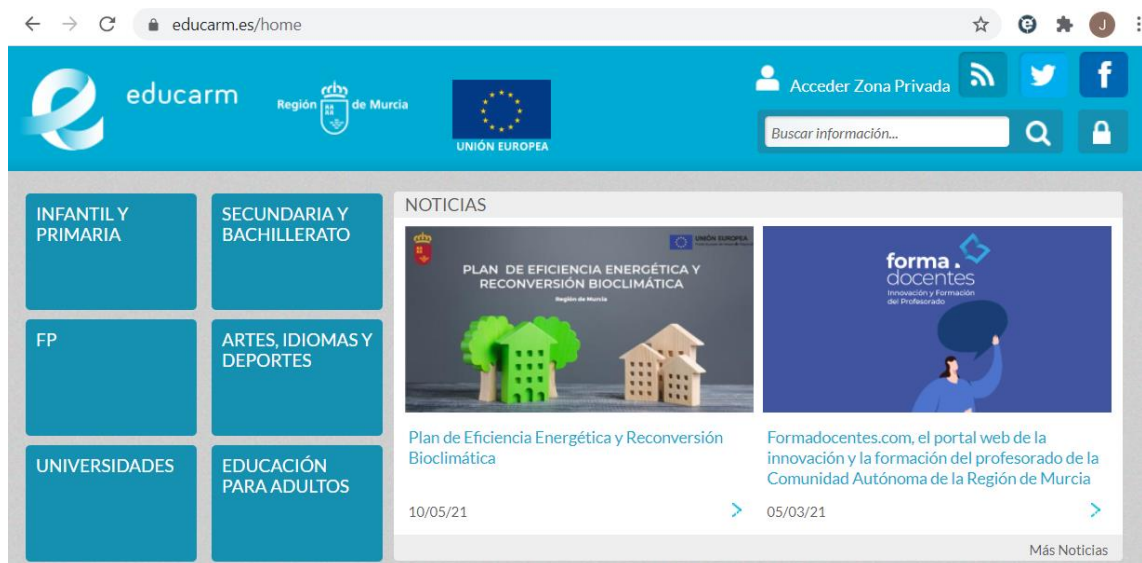 educarm.es/home
J
educarm
Región de Murcia
UNIÓN EUROPEA
Acceder Zona Privada
f
Buscar información...
INFANTIL Y
PRIMARIA
SECUNDARIA Y
BACHILLERATO
FP
ARTES, IDIOMAS Y
DEPORTES
UNIVERSIDADES
EDUCACIÓN
PARA ADULTOS
NOTICIAS
UNIÓN EUROPEA
PLAN DE EFICIENCIA ENERGÉTICA Y
RECONVERSIÓN BIOCLIMÁTICA
Región de Murcia
Plan de Eficiencia Energética y Reconversión
Bioclimática
10/05/21
forma.
docentes
Innovación y Formación
del Profesorado
Formadocentes.com, el portal web de la
innovación y la formación del profesorado de la
Comunidad Autónoma de la Región de Murcia
05/03/21
Más Noticias